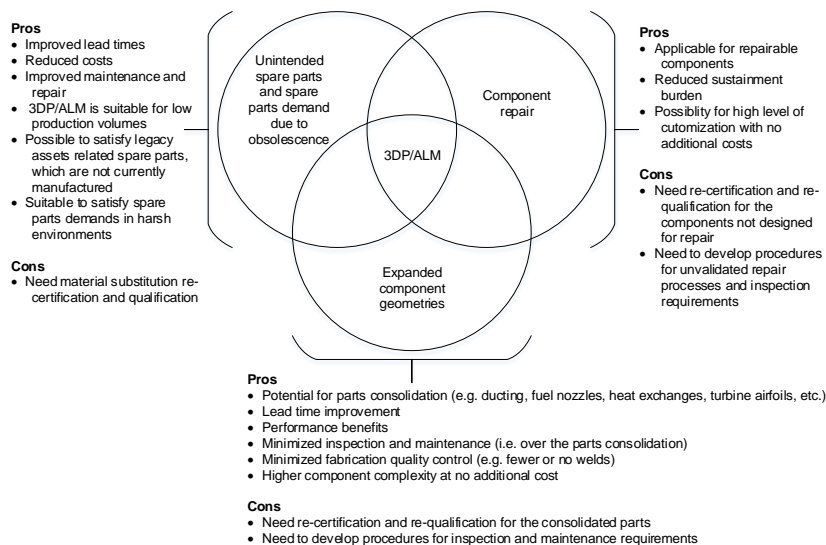 Pros
• Improved lead times
• Reduced costs
• Improved maintenance and
repair
• 3DP/ALM is suitable for low
production volumes
• Possible to satisfy legacy
assets related spare parts,
which are not currently
manufactured
• Suitable to satisfy spare
parts demands in harsh
environments
Cons
• Need material substitution re-
certification and qualification
Unintended
spare parts
and spare
parts demand
due to
obsolescence
Component
repair
3DP/ALM
Expanded
component
geometries
Pros
• Applicable for repairable
components
• Reduced sustainment
burden
• Possiblity for high level of
cutomization with no
additional costs
Cons
• Need re-certification and re-
qualification for the
components not designed
for repair
• Need to develop procedures
for unvalidated repair
processes and inspection
requirements
Pros
• Potential for parts consolidation (e.g. ducting, fuel nozzles, heat exchanges, turbine airfoils, etc.)
• Lead time improvement
• Performance benefits
• Minimized inspection and maintenance (i.e. over the parts consolidation)
• Minimized fabrication quality control (e.g. fewer or no welds)
• Higher component complexity at no additional cost
Cons
• Need re-certification and re-qualification for the consolidated parts
• Need to develop procedures for inspection and maintenance requirements